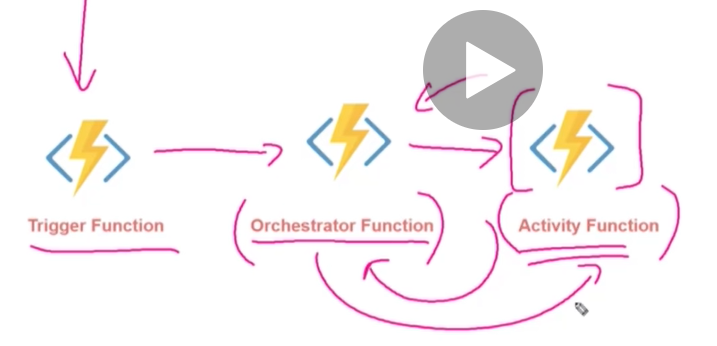 Trigger Function
Orchestrator Function
Activity Function